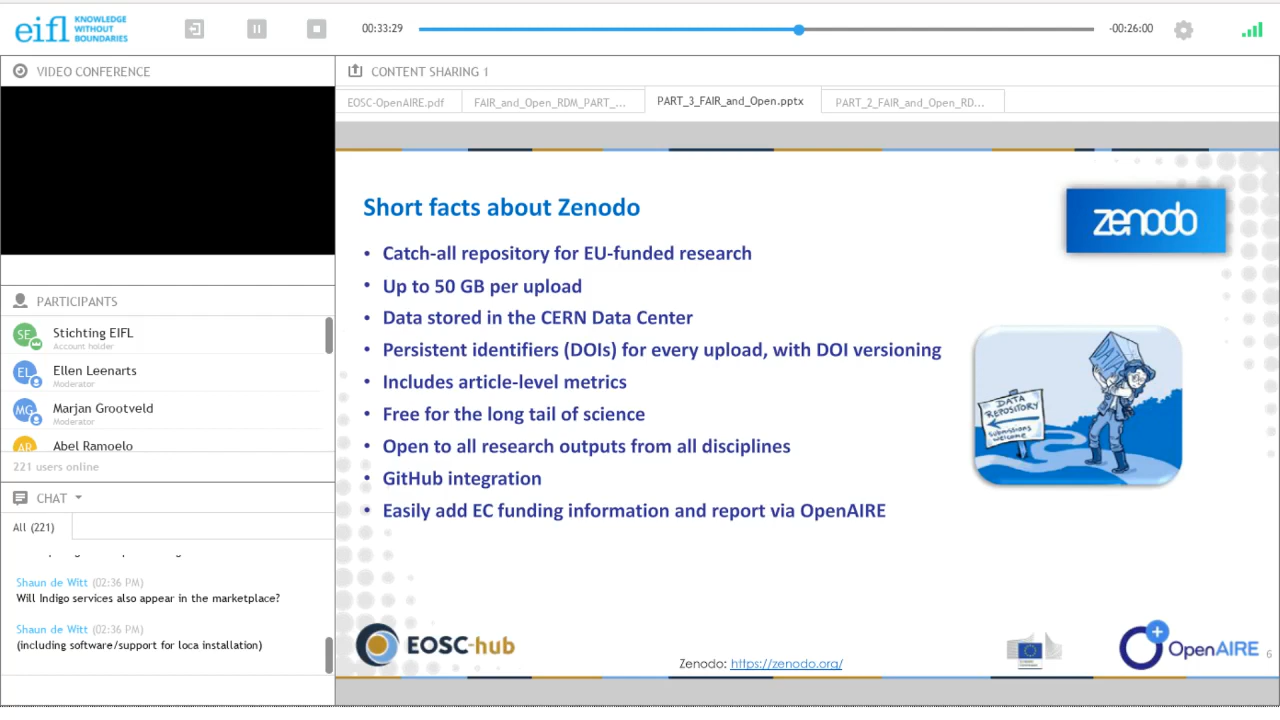 eifl KNOWLEDGE
WITHOUT
BOUNDARIES
00:33:29
-00:26:00
VIDEO CONFERENCE
CONTENT SHARING 1
EOSC-OpenAIRE.pdf
FAIR_and_Open_RDM_PART_...
PART_3_FAIR_and_Open.pptx
PART_2_FAIR_and_Open_RD...
PARTICIPANTS
SE
Stichting EIFL
Account holder
EL
Ellen Leenarts
Moderator
MG
Marjan Grootveld
Moderator
AR
Abel Ramoelo
221 users online
CHAT
All (221)
Shaun de Witt (02:36 PM)
Will Indigo services also appear in the marketplace?
Shaun de Witt (02:36 PM)
(including software/support for loca installation)
Short facts about Zenodo
zenodo
• Catch-all repository for EU-funded research
• Up to 50 GB per upload
• Data stored in the CERN Data Center
• Persistent identifiers (DOIs) for every upload, with DOI versioning
• Includes article-level metrics
• Free for the long tail of science
• Open to all research outputs from all disciplines
• GitHub integration
• Easily add EC funding information and report via OpenAIRE
DATA
REPOSITORY
submissions
welcome
EOSC-hub
Zenodo: https://zenodo.org/
OpenAIRE
6